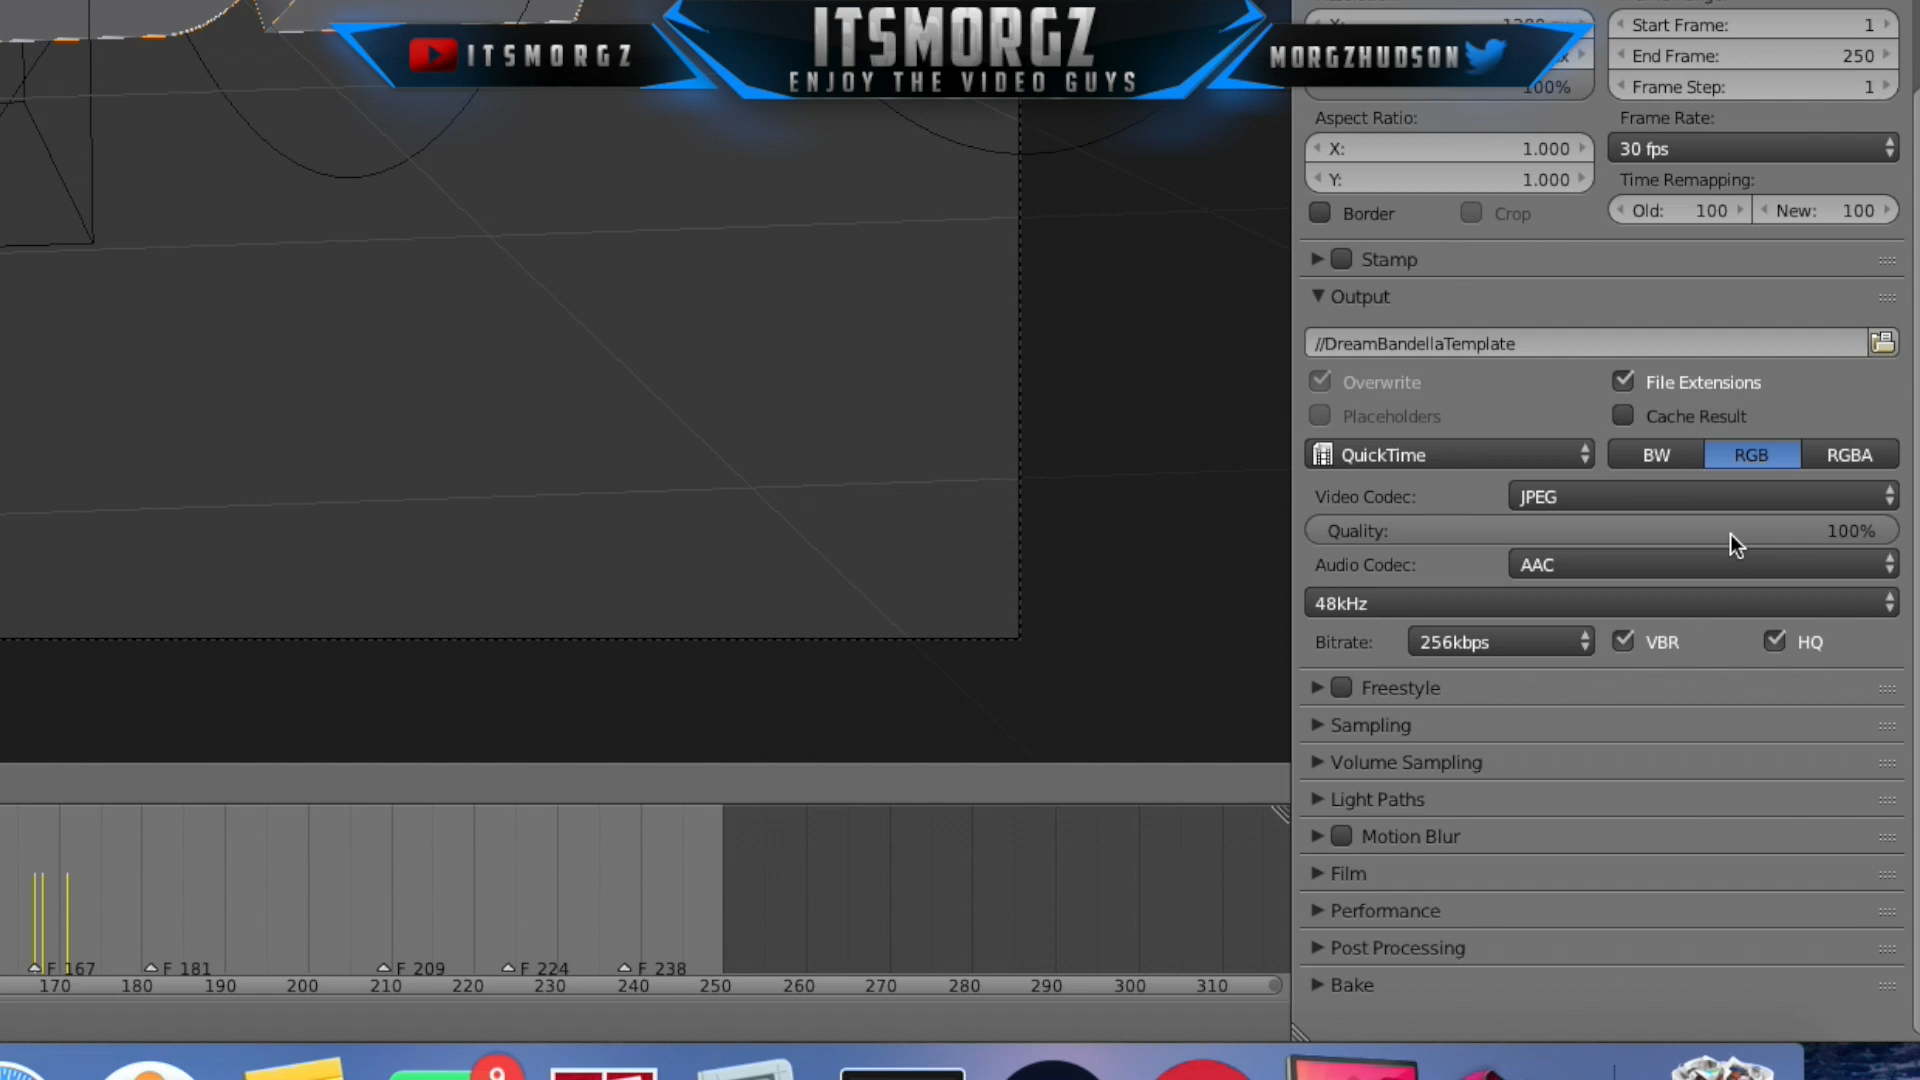 ITSMORGZ
ITSMORGZ
ENJOY THE VIDEO GUYS
MORGZHUDSON
100%
Aspect Ratio:
X: 1.000
Y: 1.000
Border
Crop
Start Frame: 1
End Frame: 250
Frame Step: 1
Frame Rate:
30 fps
Time Remapping:
Old: 100
New: 100
Stamp
Output
//DreamBandellaTemplate
Overwrite
File Extensions
Placeholders
Cache Result
QuickTime
BW
RGB
RGBA
Video Codec: JPEG
Quality: 100%
Audio Codec: AAC
48kHz
Bitrate: 256kbps
VBR
HQ
Freestyle
Sampling
Volume Sampling
Light Paths
Motion Blur
Film
Performance
Post Processing
Bake
F 167
F 181
F 209
F 224
F 238
170 180 190 200 210 220 230 240 250 260 270 280 290 300 310
9